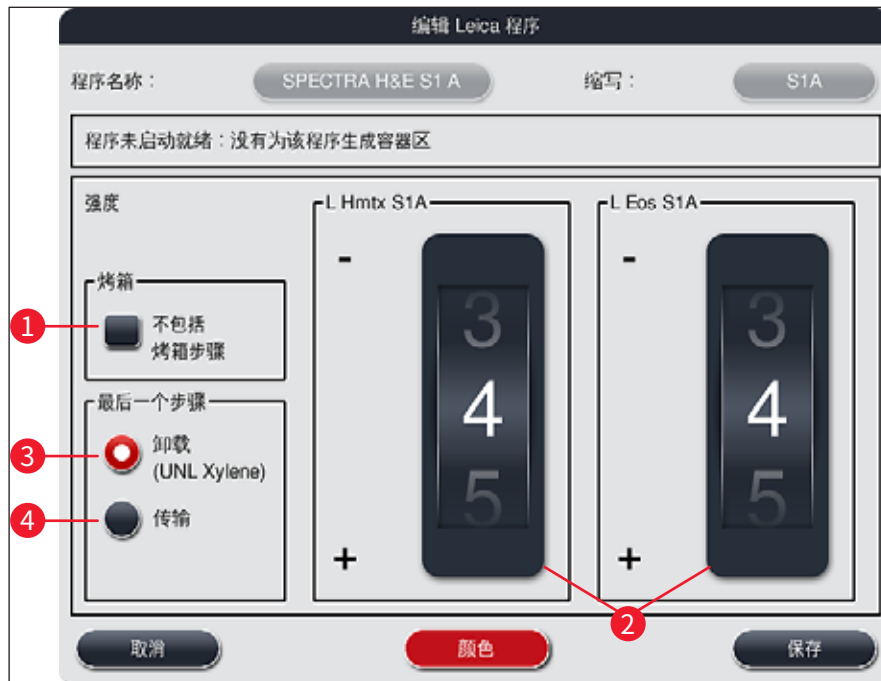 编辑 Leica 程序
程序名称：
SPECTRA H&E S1 A
缩写：
S1A
程序未启动就绪：没有为该程序生成容器区
强度
烤箱
1
不包括
烤箱步骤
最后一个步骤
3
卸载
(UNL Xylene)
4
传输
L Hmtx S1A
-
3
4
5
+
L Eos S1A
-
3
4
5
+
2
取消
颜色
保存